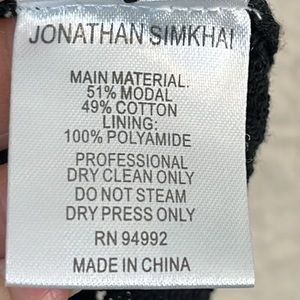 JONATHAN SIMKHAI
MAIN MATERIAL:
51% MODAL
49% COTTON
LINING:
100% POLYAMIDE
PROFESSIONAL
DRY CLEAN ONLY
DO NOT STEAM
DRY PRESS ONLY
RN 94992
MADE IN CHINA